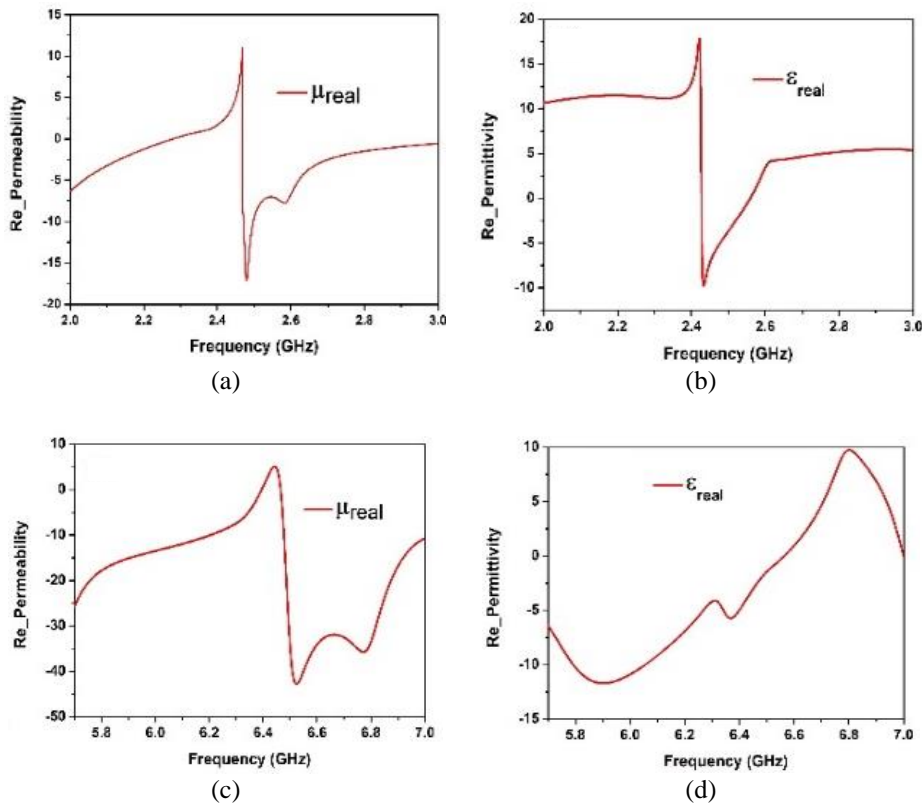 15
10
5
0
-5
-10
-15
-20
Re_Permeability
μreal
2.0 2.2 2.4 2.6 2.8 3.0
Frequency (GHz)
(a)
20
15
10
5
0
-5
-10
Re_Permittivity
εreal
2.0 2.2 2.4 2.6 2.8 3.0
Frequency (GHz)
(b)
10
0
-10
-20
-30
-40
-50
Re_Permeability
μreal
5.8 6.0 6.2 6.4 6.6 6.8 7.0
Frequency (GHz)
(c)
10
5
0
-5
-10
-15
Re_Permittivity
εreal
5.8 6.0 6.2 6.4 6.6 6.8 7.0
Frequency (GHz)
(d)